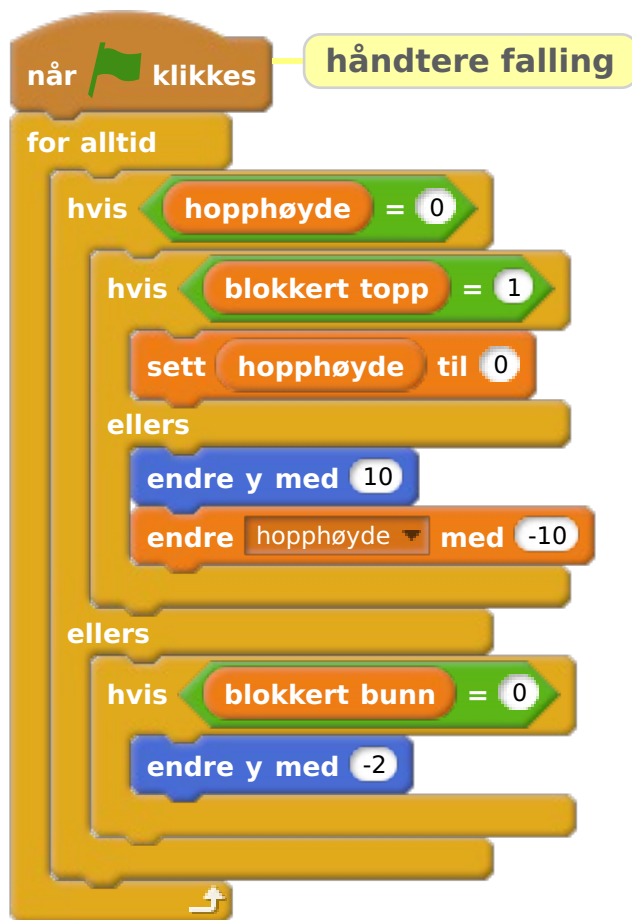 når klikkes håndtere falling
for alltid
hvis hopphøyde = 0
hvis blokkert topp = 1
sett hopphøyde til 0
ellers
endre y med 10
endre hopphøyde med -10
ellers
hvis blokkert bunn = 0
endre y med -2